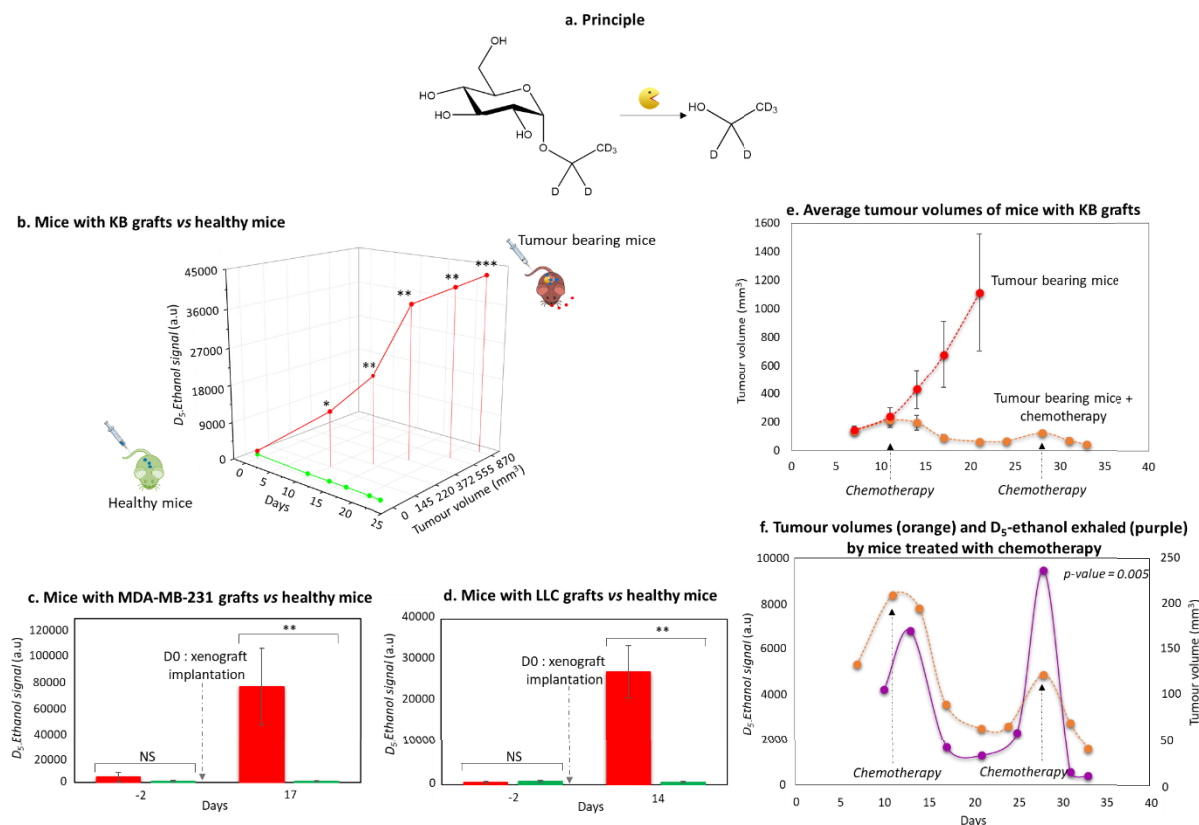 a. Principle
OH
O
HO
HO
HO
O
CD3
D
D
HO
CD3
D
D
b. Mice with KB grafts vs healthy mice
Tumour bearing mice
D5-Ethanol signal (a.u)
45000
36000
27000
18000
9000
0
*
**
**
**
***
Healthy mice
0
5
10
15
20
25
Days
0
145
220
372
555
870
Tumour volume (mm³)
e. Average tumour volumes of mice with KB grafts
Tumour volume (mm³)
1600
1400
1200
1000
800
600
400
200
0
Tumour bearing mice
Tumour bearing mice +
chemotherapy
0 5 10 15 20 25 30 35 40
Chemotherapy
Chemotherapy
c. Mice with MDA-MB-231 grafts vs healthy mice
D5-Ethanol signal (a.u)
120000
100000
80000
60000
40000
20000
0
D0 : xenograft
implantation
**
NS
-2
17
Days
d. Mice with LLC grafts vs healthy mice
D5-Ethanol signal (a.u)
40000
30000
20000
10000
0
D0 : xenograft
implantation
**
NS
-2
14
Days
f. Tumour volumes (orange) and D5-ethanol exhaled (purple)
by mice treated with chemotherapy
D5-Ethanol signal (a.u)
10000
8000
6000
4000
2000
0
p-value = 0.005
250
200
150
100
50
0
Tumour volume (mm³)
Chemotherapy
Chemotherapy
0 5 10 15 20 25 30 35 40
Days